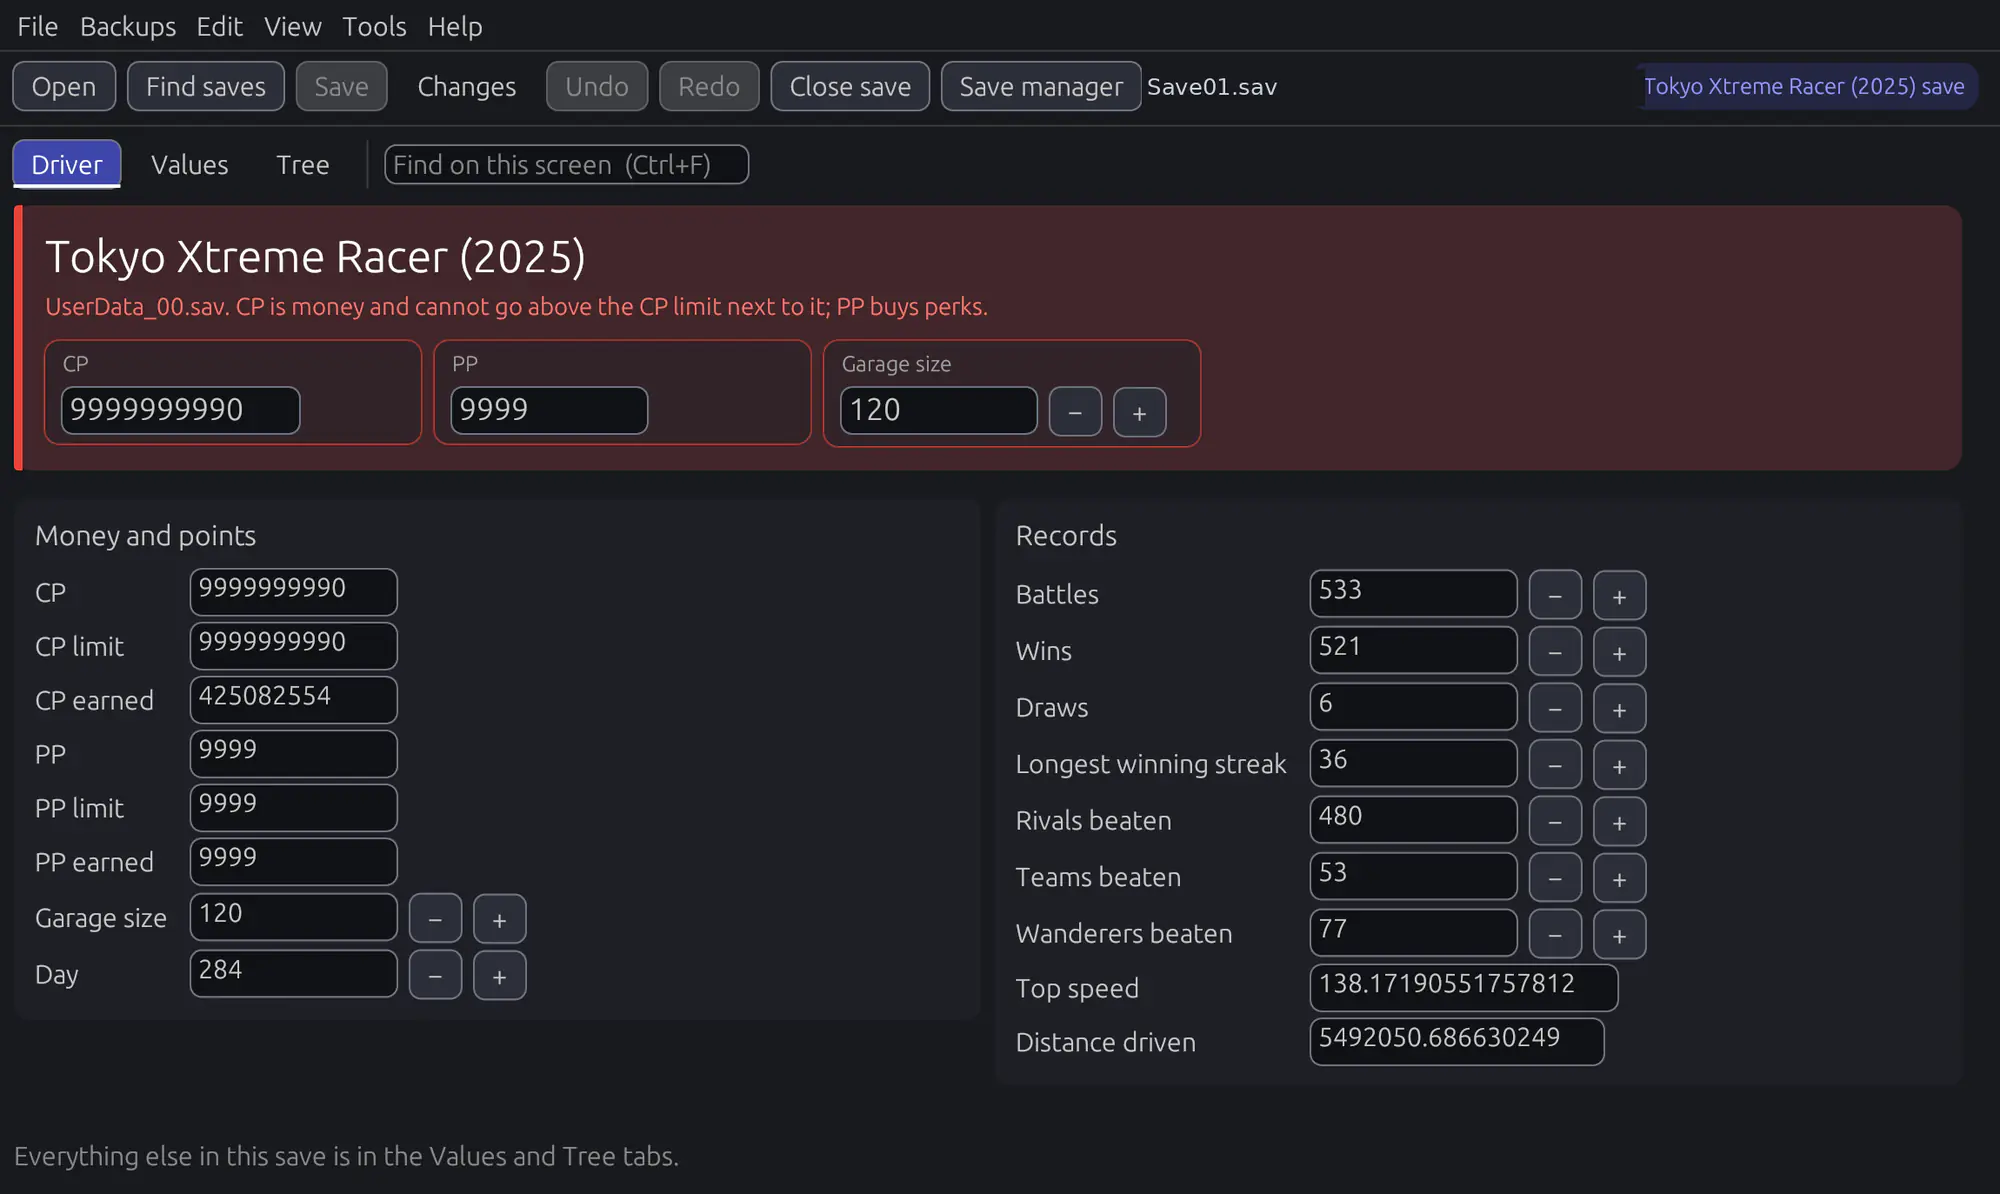 File Backups Edit View Tools Help
Open Find saves Save Changes Undo Redo Close save Save manager Save01.sav Tokyo Xtreme Racer (2025) save
Driver Values Tree Find on this screen (Ctrl+F)
Tokyo Xtreme Racer (2025)
UserData_00.sav. CP is money and cannot go above the CP limit next to it; PP buys perks.
CP PP Garage size
9999999990 9999 120 − +
Money and points
CP 9999999990
CP limit 9999999990
CP earned 425082554
PP 9999
PP limit 9999
PP earned 9999
Garage size 120 − +
Day 284 − +
Records
Battles 533 − +
Wins 521 − +
Draws 6 − +
Longest winning streak 36 − +
Rivals beaten 480 − +
Teams beaten 53 − +
Wanderers beaten 77 − +
Top speed 138.17190551757812
Distance driven 5492050.686630249
Everything else in this save is in the Values and Tree tabs.